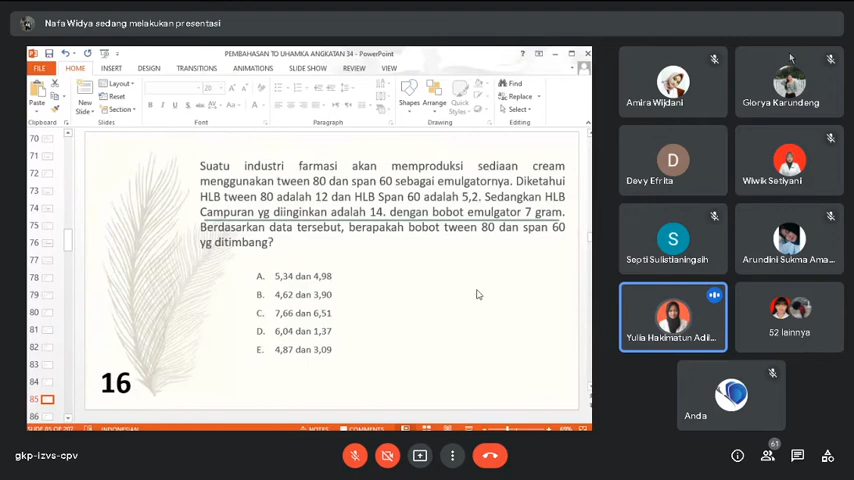 Nafa Widya sedang melakukan presentasi
PEMBAHASAN TO UHAMKA ANGKATAN 34 - PowerPoint
FILE HOME INSERT DESIGN TRANSITIONS ANIMATIONS SLIDE SHOW REVIEW VIEW
Paste
New Slide
Layout
Reset
Section
Shapes
Arrange
Quick Styles
Find
Replace
Select
Clipboard
Slides
Font
Paragraph
Drawing
Editing
70
71
72
73
74
75
76
77
78
79
80
81
82
83
84
85
86
Suatu industri farmasi akan memproduksi sediaan cream
menggunakan tween 80 dan span 60 sebagai emulgatornya. Diketahui
HLB tween 80 adalah 12 dan HLB Span 60 adalah 5,2. Sedangkan HLB
Campuran yg diinginkan adalah 14. dengan bobot emulgator 7 gram.
Berdasarkan data tersebut, berapakah bobot tween 80 dan span 60
yg ditimbang?
A. 5,34 dan 4,98
B. 4,62 dan 3,90
C. 7,66 dan 6,51
D. 6,04 dan 1,37
E. 4,87 dan 3,09
16
SLIDE 85 OF 202
INDONESIAN
NOTES
COMMENTS
69%
Amira Wijdani
Glorya Karundeng
D
Devy Efrita
Wiwik Setiyani
S
Septi Sulistianingsih
Arundini Sukma Ama...
Yulia Hakimatun Adil...
52 lainnya
Anda
gkp-izvs-cpv
61